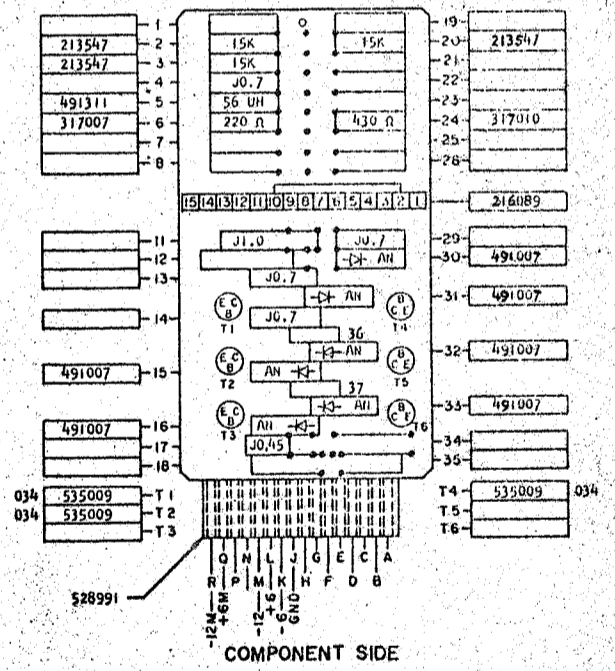 1 19
213547 2 15K 15K 20 213547
213547 3 15K 21
4 J0.7 22
491311 5 56 UH 23
317007 6 220 Ω 430 Ω 24 317010
7 25
8 26
15 14 13 12 11 10 9 8 7 6 5 4 3 2 1 216089
11 J1.0 J0.7 29
12 AN 30 491007
13 J0.7
E C B AN B C E 31 491007
14 T1 J0.7 T4
36
E C B AN B C E 32 491007
491007 15 T2 AN T5
37
E C B AN B C E 33 491007
491007 16 T3 AN T6
17 J0.45 34
18 35
034 535009 T1 T4 535009 034
034 535009 T2 T.5
T3 T6
R Q P N M L K J H G F E D C B A
-12M +6M -12 +6 -6 GND
528991
COMPONENT SIDE